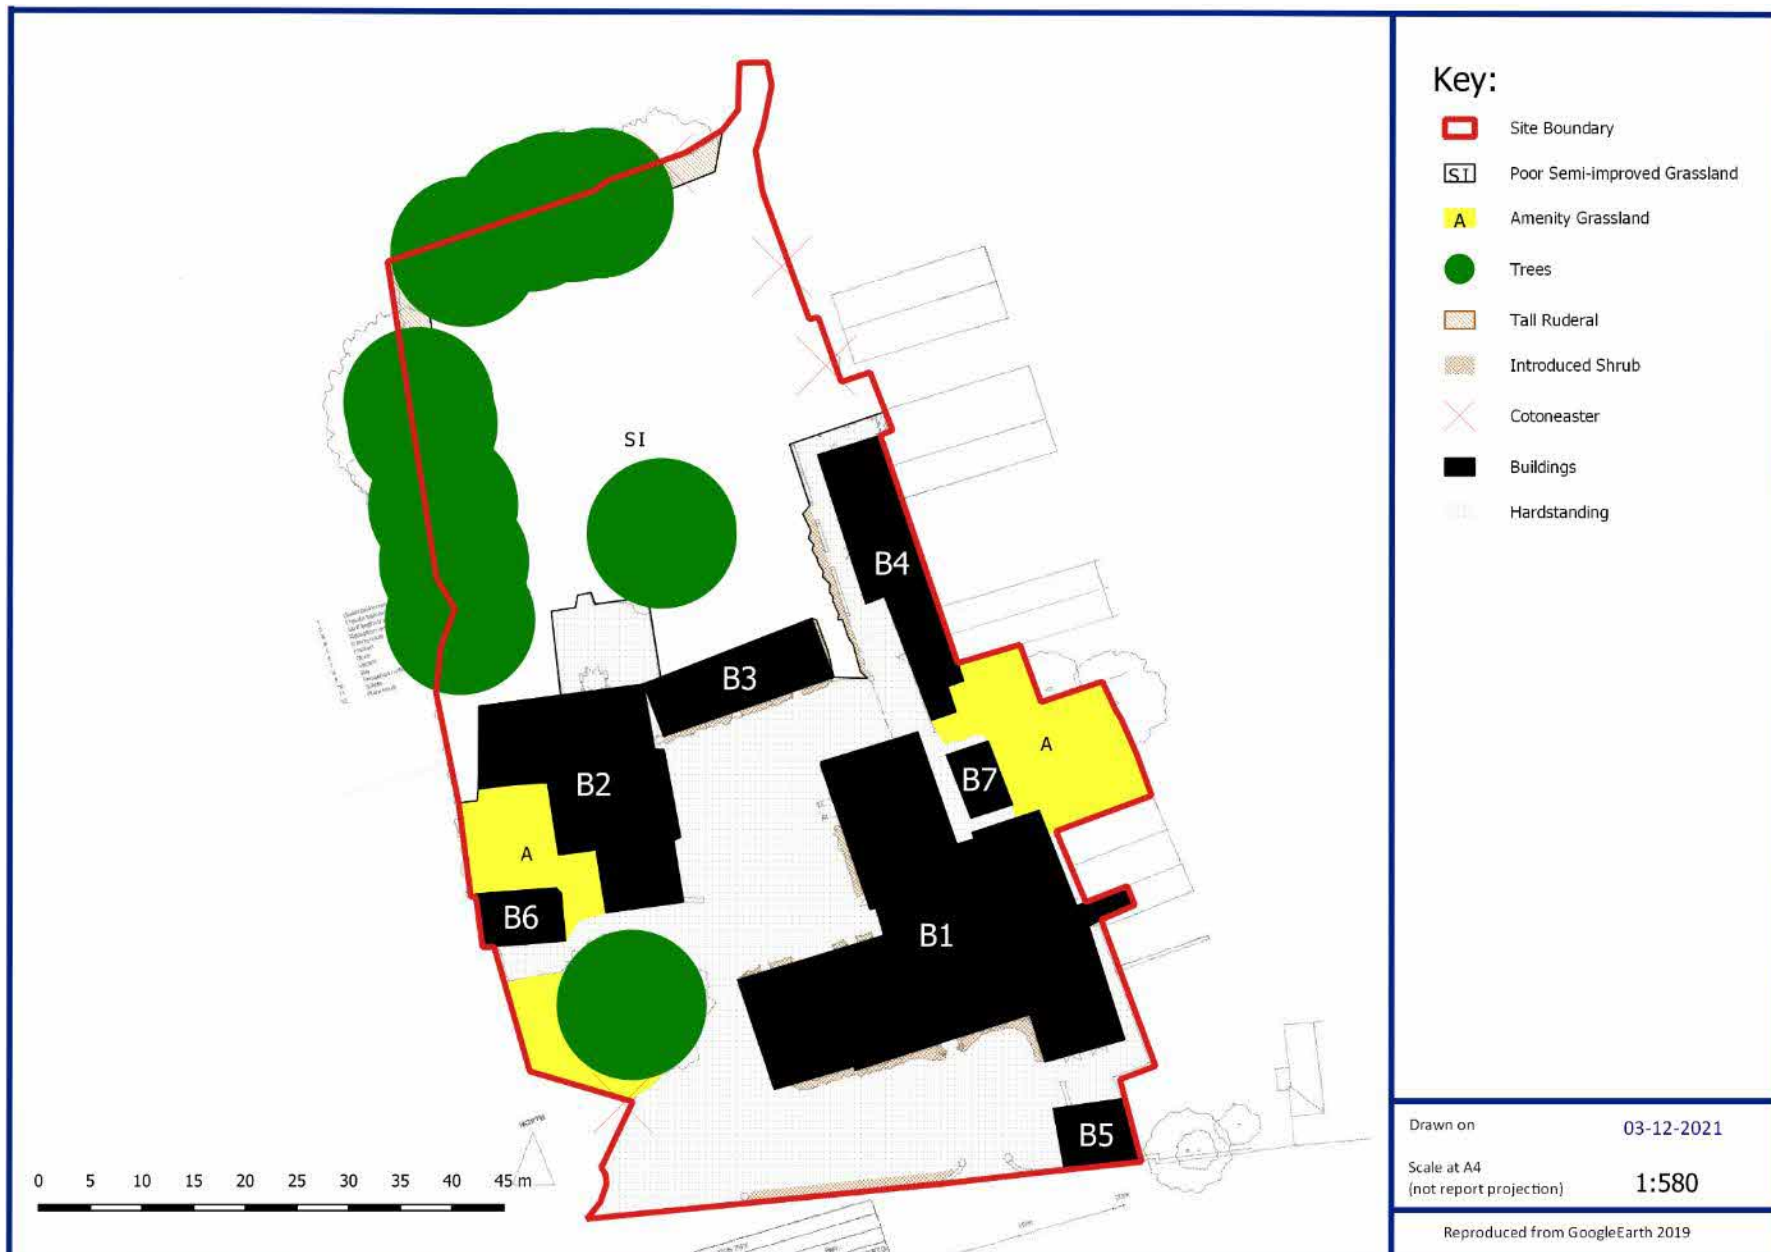 Key:
Site Boundary
SI Poor Semi-improved Grassland
A Amenity Grassland
Trees
Tall Ruderal
Introduced Shrub
Cotoneaster
Buildings
Hardstanding
SI
B4
B3
A
B7
B2
A
B6
B1
B5
0 5 10 15 20 25 30 35 40 45 m
Drawn on 03-12-2021
Scale at A4
(not report projection) 1:580
Reproduced from GoogleEarth 2019